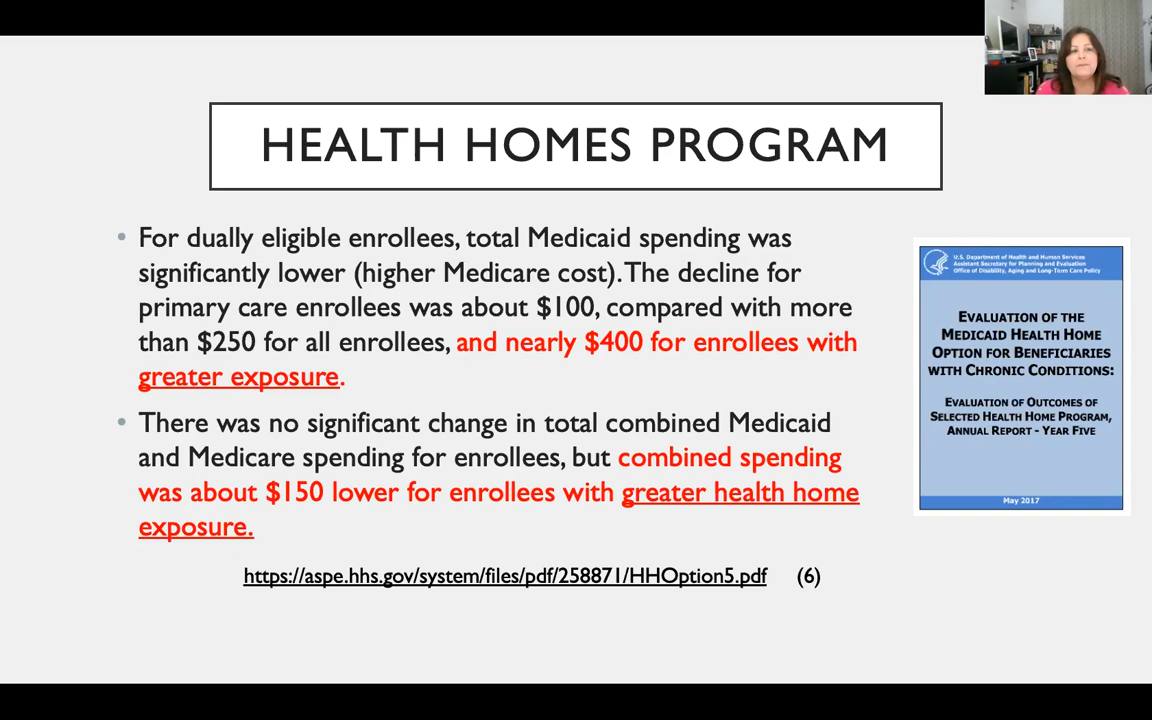 HEALTH HOMES PROGRAM
• For dually eligible enrollees, total Medicaid spending was
significantly lower (higher Medicare cost). The decline for
primary care enrollees was about $100, compared with more
than $250 for all enrollees, and nearly $400 for enrollees with
greater exposure.
• There was no significant change in total combined Medicaid
and Medicare spending for enrollees, but combined spending
was about $150 lower for enrollees with greater health home
exposure.
https://aspe.hhs.gov/system/files/pdf/258871/HHOption5.pdf (6)
U.S. Department of Health and Human Services
Assistant Secretary for Planning and Evaluation
Office of Disability, Aging and Long-Term Care Policy
EVALUATION OF THE
MEDICAID HEALTH HOME
OPTION FOR BENEFICIARIES
WITH CHRONIC CONDITIONS:
EVALUATION OF OUTCOMES OF
SELECTED HEALTH HOME PROGRAM,
ANNUAL REPORT - YEAR FIVE
May 2017